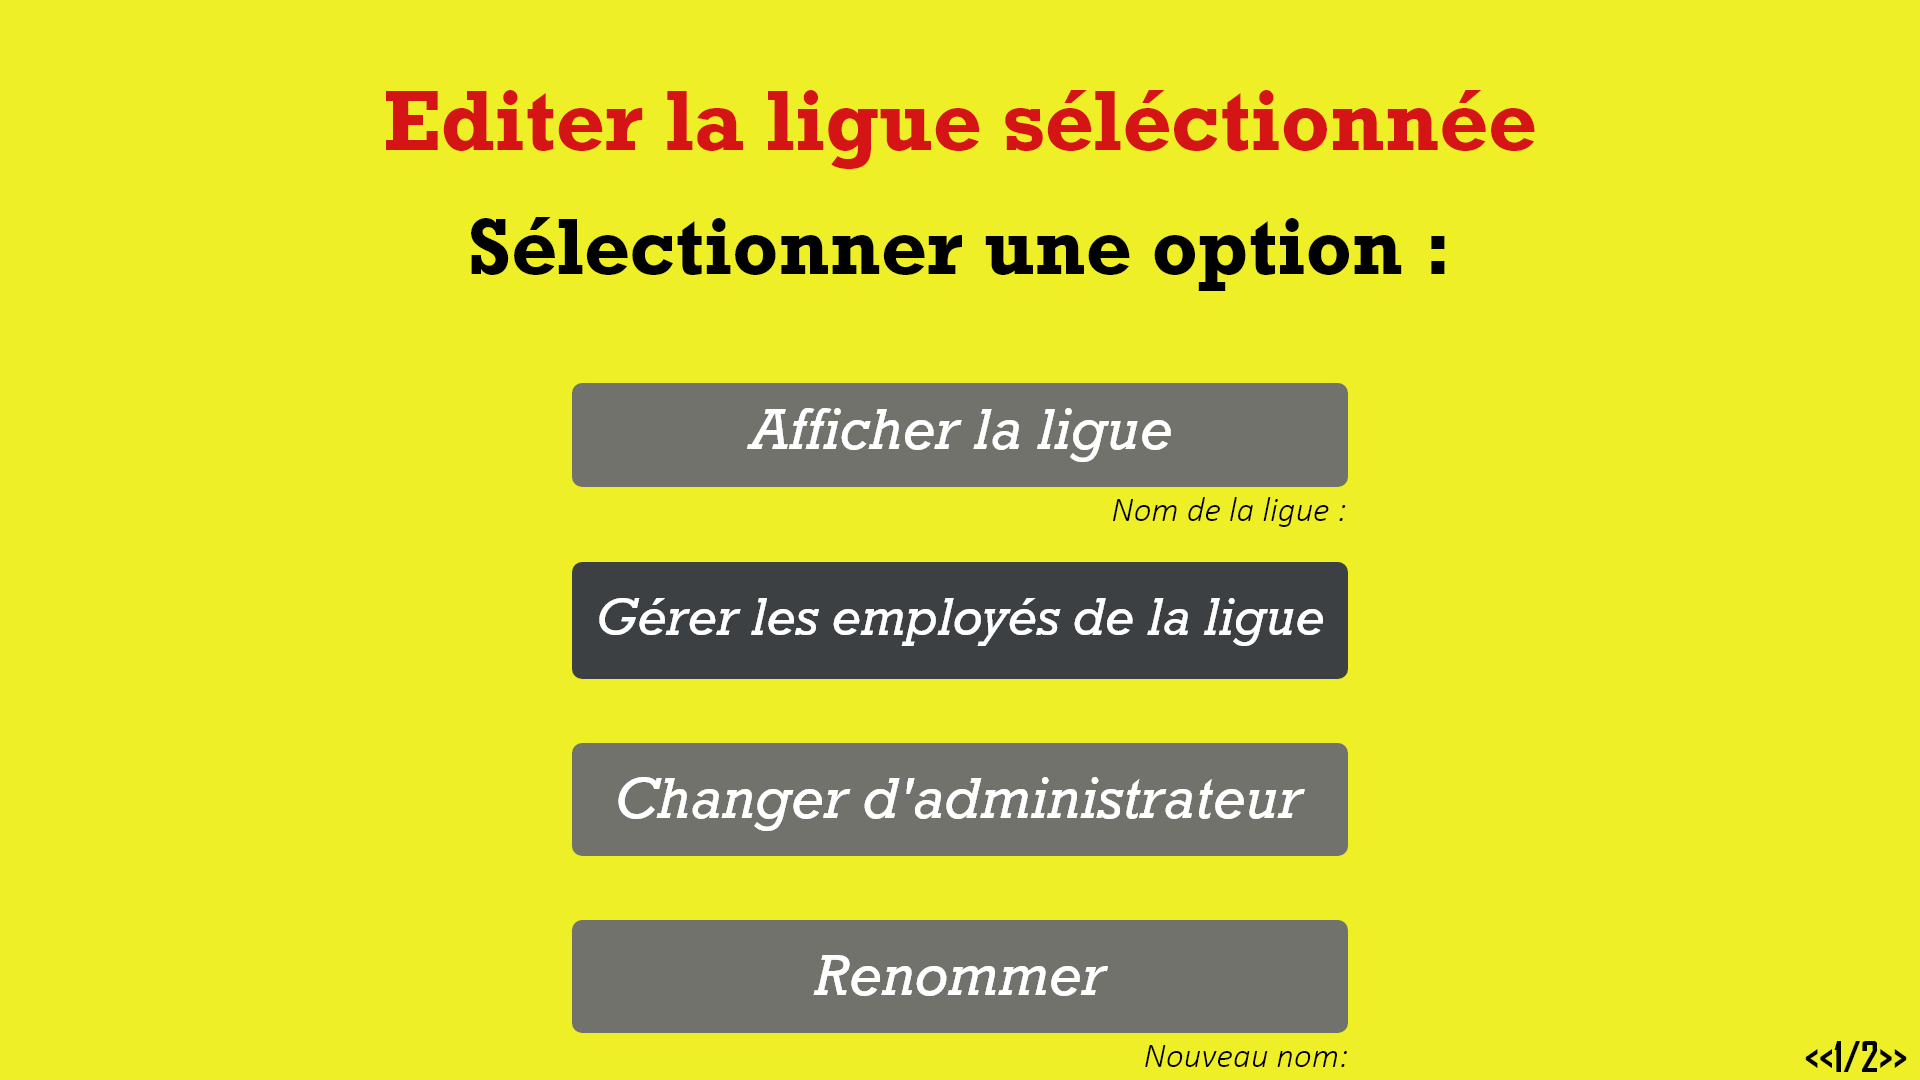 Editer la ligue séléctionnée
Sélectionner une option :
Afficher la ligue
Nom de la ligue :
Gérer les employés de la ligue
Changer d'administrateur
Renommer
Nouveau nom:
<<1/2>>